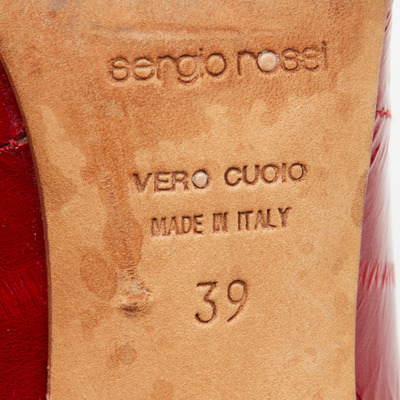 sergio rossi
VERO CUOIO
MADE IN ITALY
39